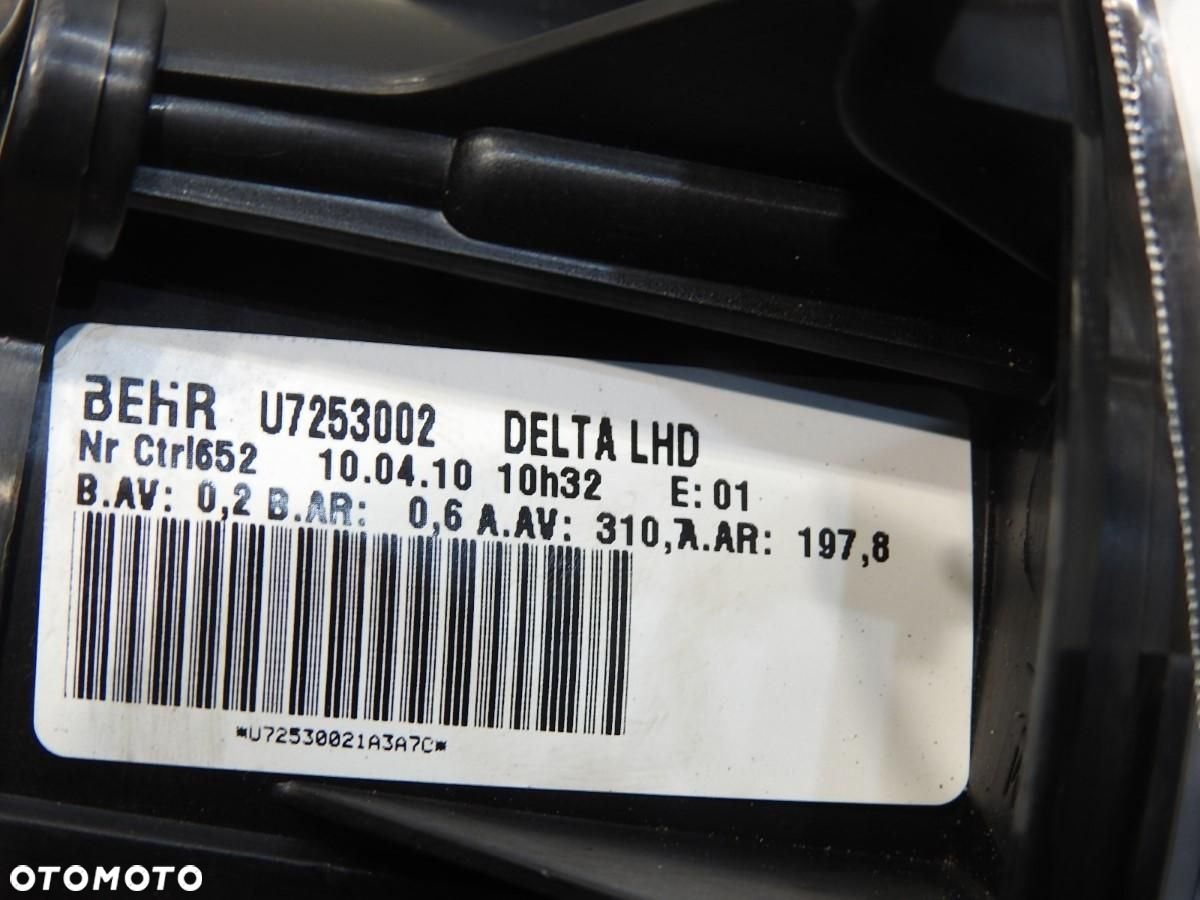 BEHR U7253002 DELTA LHD
Nr Ctrl652 10.04.10 10h32 E: 01
B.AV: 0,2 B.AR: 0,6 A.AV: 310,7A.AR: 197,8
*U72530021A3A7C*
OTOMOTO